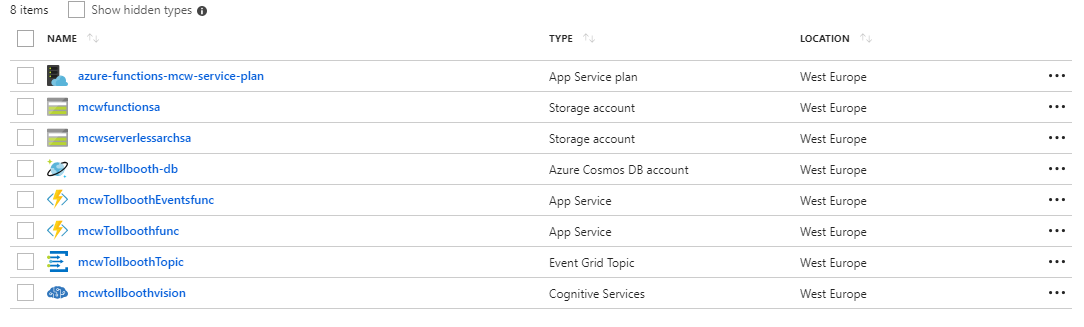 8 items Show hidden types
NAME TYPE LOCATION
azure-functions-mcw-service-plan App Service plan West Europe
mcwfunctionsa Storage account West Europe
mcwserverlessarchsa Storage account West Europe
mcw-tollbooth-db Azure Cosmos DB account West Europe
mcwTollboothEventsfunc App Service West Europe
mcwTollboothfunc App Service West Europe
mcwTollboothTopic Event Grid Topic West Europe
mcwtollboothvision Cognitive Services West Europe